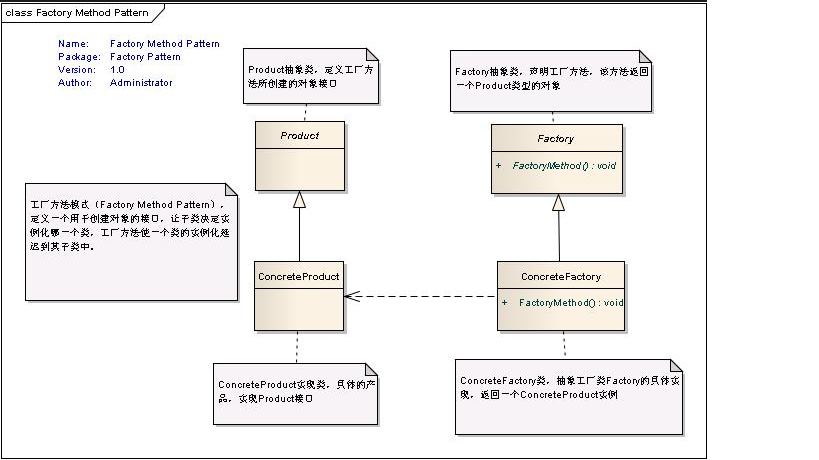 class Factory Method Pattern
Name: Factory Method Pattern
Package: Factory Pattern
Version: 1.0
Author: Administrator
Product抽象类，定义工厂方
法所创建的对象接口
Factory抽象类，声明工厂方法，该方法返回
一个Product类型的对象
Product
Factory
+ FactoryMethod() : void
工厂方法模式（Factory Method Pattern），
定义一个用于创建对象的接口，让子类决定实
例化哪一个类，工厂方法使一个类的实例化延
迟到其子类中。
ConcreteProduct
ConcreteFactory
+ FactoryMethod() : void
ConcreteProduct实现类，具体的产
品，实现Product接口
ConcreteFactory类，抽象工厂类Factory的具体实
现，返回一个ConcreteProduct实例